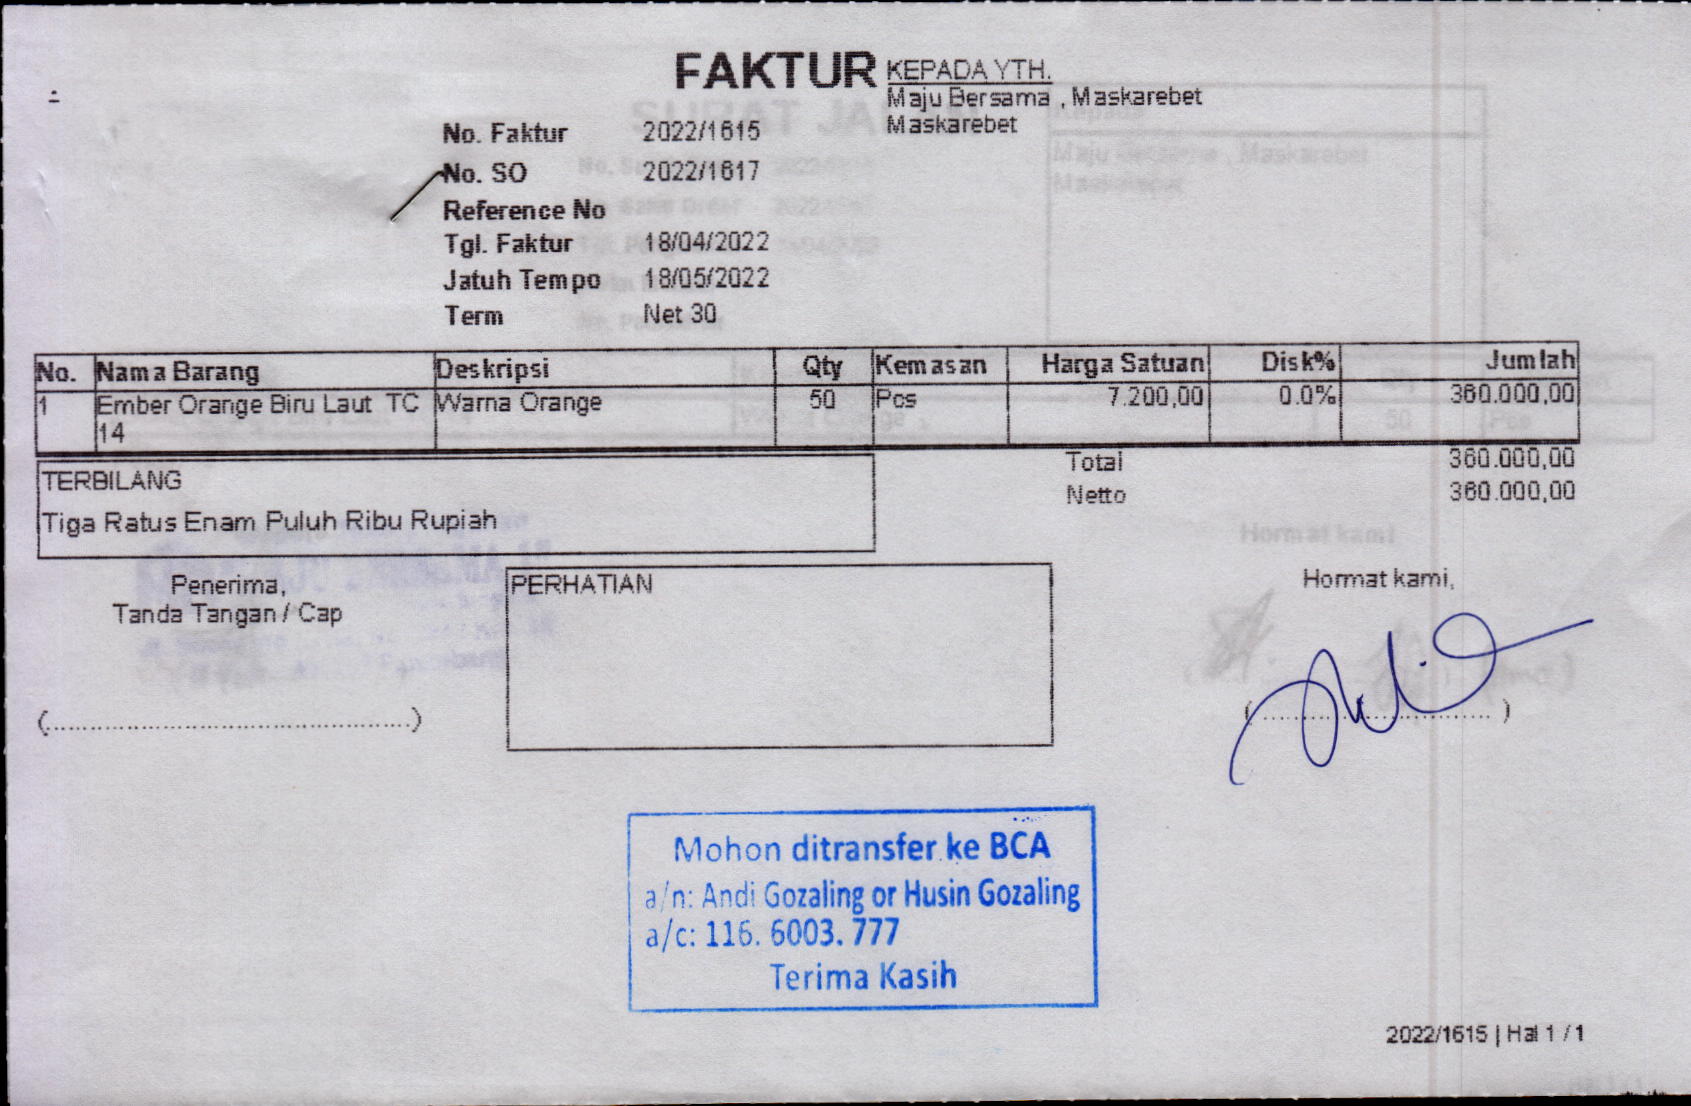 FAKTUR
KEPADA YTH.
Maju Bersama , Maskarebet
Maskarebet
No. Faktur 2022/1615
No. SO 2022/1617
Reference No
Tgl. Faktur 18/04/2022
Jatuh Tempo 18/05/2022
Term Net 30
No. Nama Barang Deskripsi Qty Kemasan Harga Satuan Disk% Jumlah
1 Ember Orange Biru Laut TC Warna Orange 50 Pcs 7.200,00 0.0% 360.000,00
14
Total 360.000,00
Netto 360.000,00
TERBILANG
Tiga Ratus Enam Puluh Ribu Rupiah
Penerima,
Tanda Tangan / Cap
(......................................................)
PERHATIAN
Hormat kami,
(....................................)
Mohon ditransfer ke BCA
a/n: Andi Gozaling or Husin Gozaling
a/c: 116. 6003. 777
Terima Kasih
2022/1615 | Hal 1 / 1